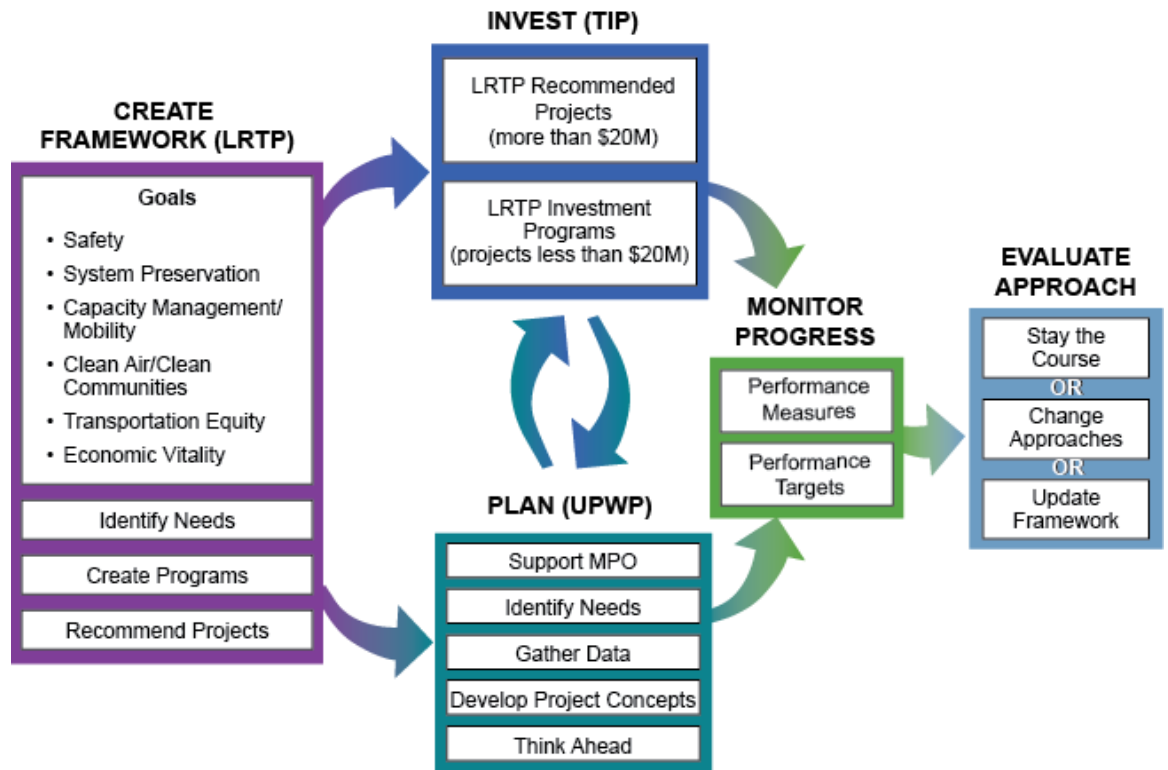 CREATE
FRAMEWORK (LRTP)
Goals
• Safety
• System Preservation
• Capacity Management/
Mobility
• Clean Air/Clean
Communities
• Transportation Equity
• Economic Vitality
Identify Needs
Create Programs
Recommend Projects
INVEST (TIP)
LRTP Recommended
Projects
(more than $20M)
LRTP Investment
Programs
(projects less than $20M)
PLAN (UPWP)
Support MPO
Identify Needs
Gather Data
Develop Project Concepts
Think Ahead
MONITOR
PROGRESS
Performance
Measures
Performance
Targets
EVALUATE
APPROACH
Stay the
Course
OR
Change
Approaches
OR
Update
Framework